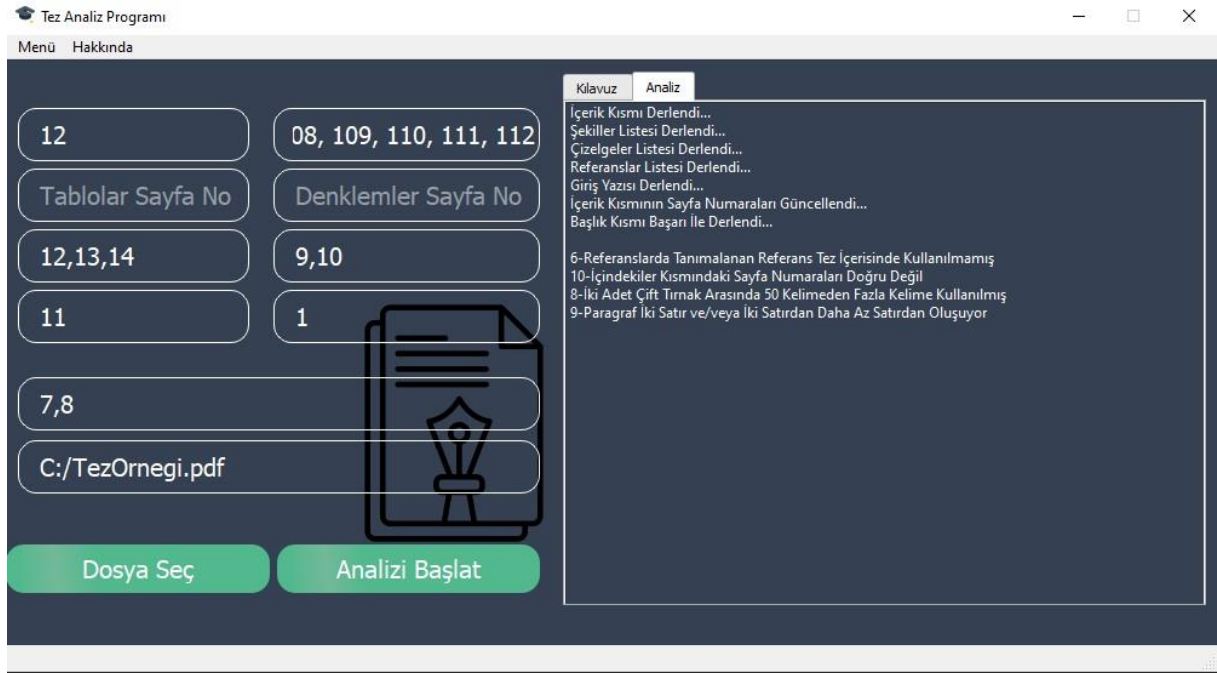 Tez Analiz Programı
Menü Hakkında
12
08, 109, 110, 111, 112
Tablolar Sayfa No
Denklemler Sayfa No
12,13,14
9,10
11
1
7,8
C:/TezOrnegi.pdf
Dosya Seç
Analizi Başlat
Kılavuz Analiz
İçerik Kısmı Derlendi...
Şekiller Listesi Derlendi...
Çizelgeler Listesi Derlendi...
Referanslar Listesi Derlendi...
Giriş Yazısı Derlendi...
İçerik Kısmının Sayfa Numaraları Güncellendi...
Başlık Kısmı Başarı İle Derlendi...
6-Referanslarda Tanımalanan Referans Tez İçerisinde Kullanılmamış
10-İçindekiler Kısmındaki Sayfa Numaraları Doğru Değil
8-İki Adet Çift Tırnak Arasında 50 Kelimeden Fazla Kelime Kullanılmış
9-Paragraf İki Satır ve/veya İki Satırdan Daha Az Satırdan Oluşuyor